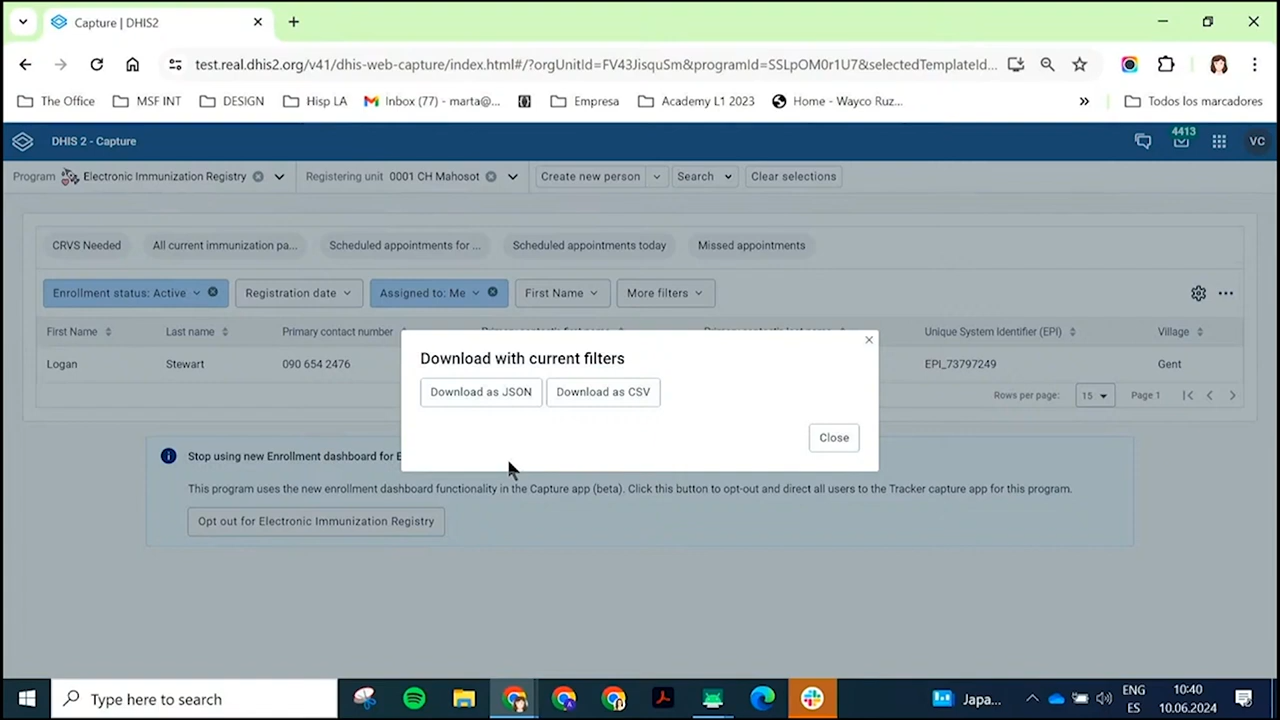 Capture | DHIS2
test.real.dhis2.org/v41/dhis-web-capture/index.html#/?orgUnitId=FV43JisquSm&programId=SSLpOM0r1U7&selectedTemplateId...
The Office MSF INT DESIGN Hisp LA Inbox (77) - marta@... Empresa Academy L1 2023 Home - Wayco Ruz... » Todos los marcadores
DHIS 2 - Capture 4413 VC
Program Electronic Immunization Registry Registering unit 0001 CH Mahosot Create new person Search Clear selections
CRVS Needed All current immunization pa... Scheduled appointments for ... Scheduled appointments today Missed appointments
Enrollment status: Active Registration date Assigned to: Me First Name More filters
First Name Last name Primary contact number Unique System Identifier (EPI) Village
Logan Stewart 090 654 2476 EPI_73797249 Gent
Rows per page: 15 Page 1
Download with current filters
Download as JSON Download as CSV
Close
Stop using new Enrollment dashboard for
This program uses the new enrollment dashboard functionality in the Capture app (beta). Click this button to opt-out and direct all users to the Tracker capture app for this program.
Opt out for Electronic Immunization Registry
Type here to search Japa... ENG 10:40
ES 10.06.2024